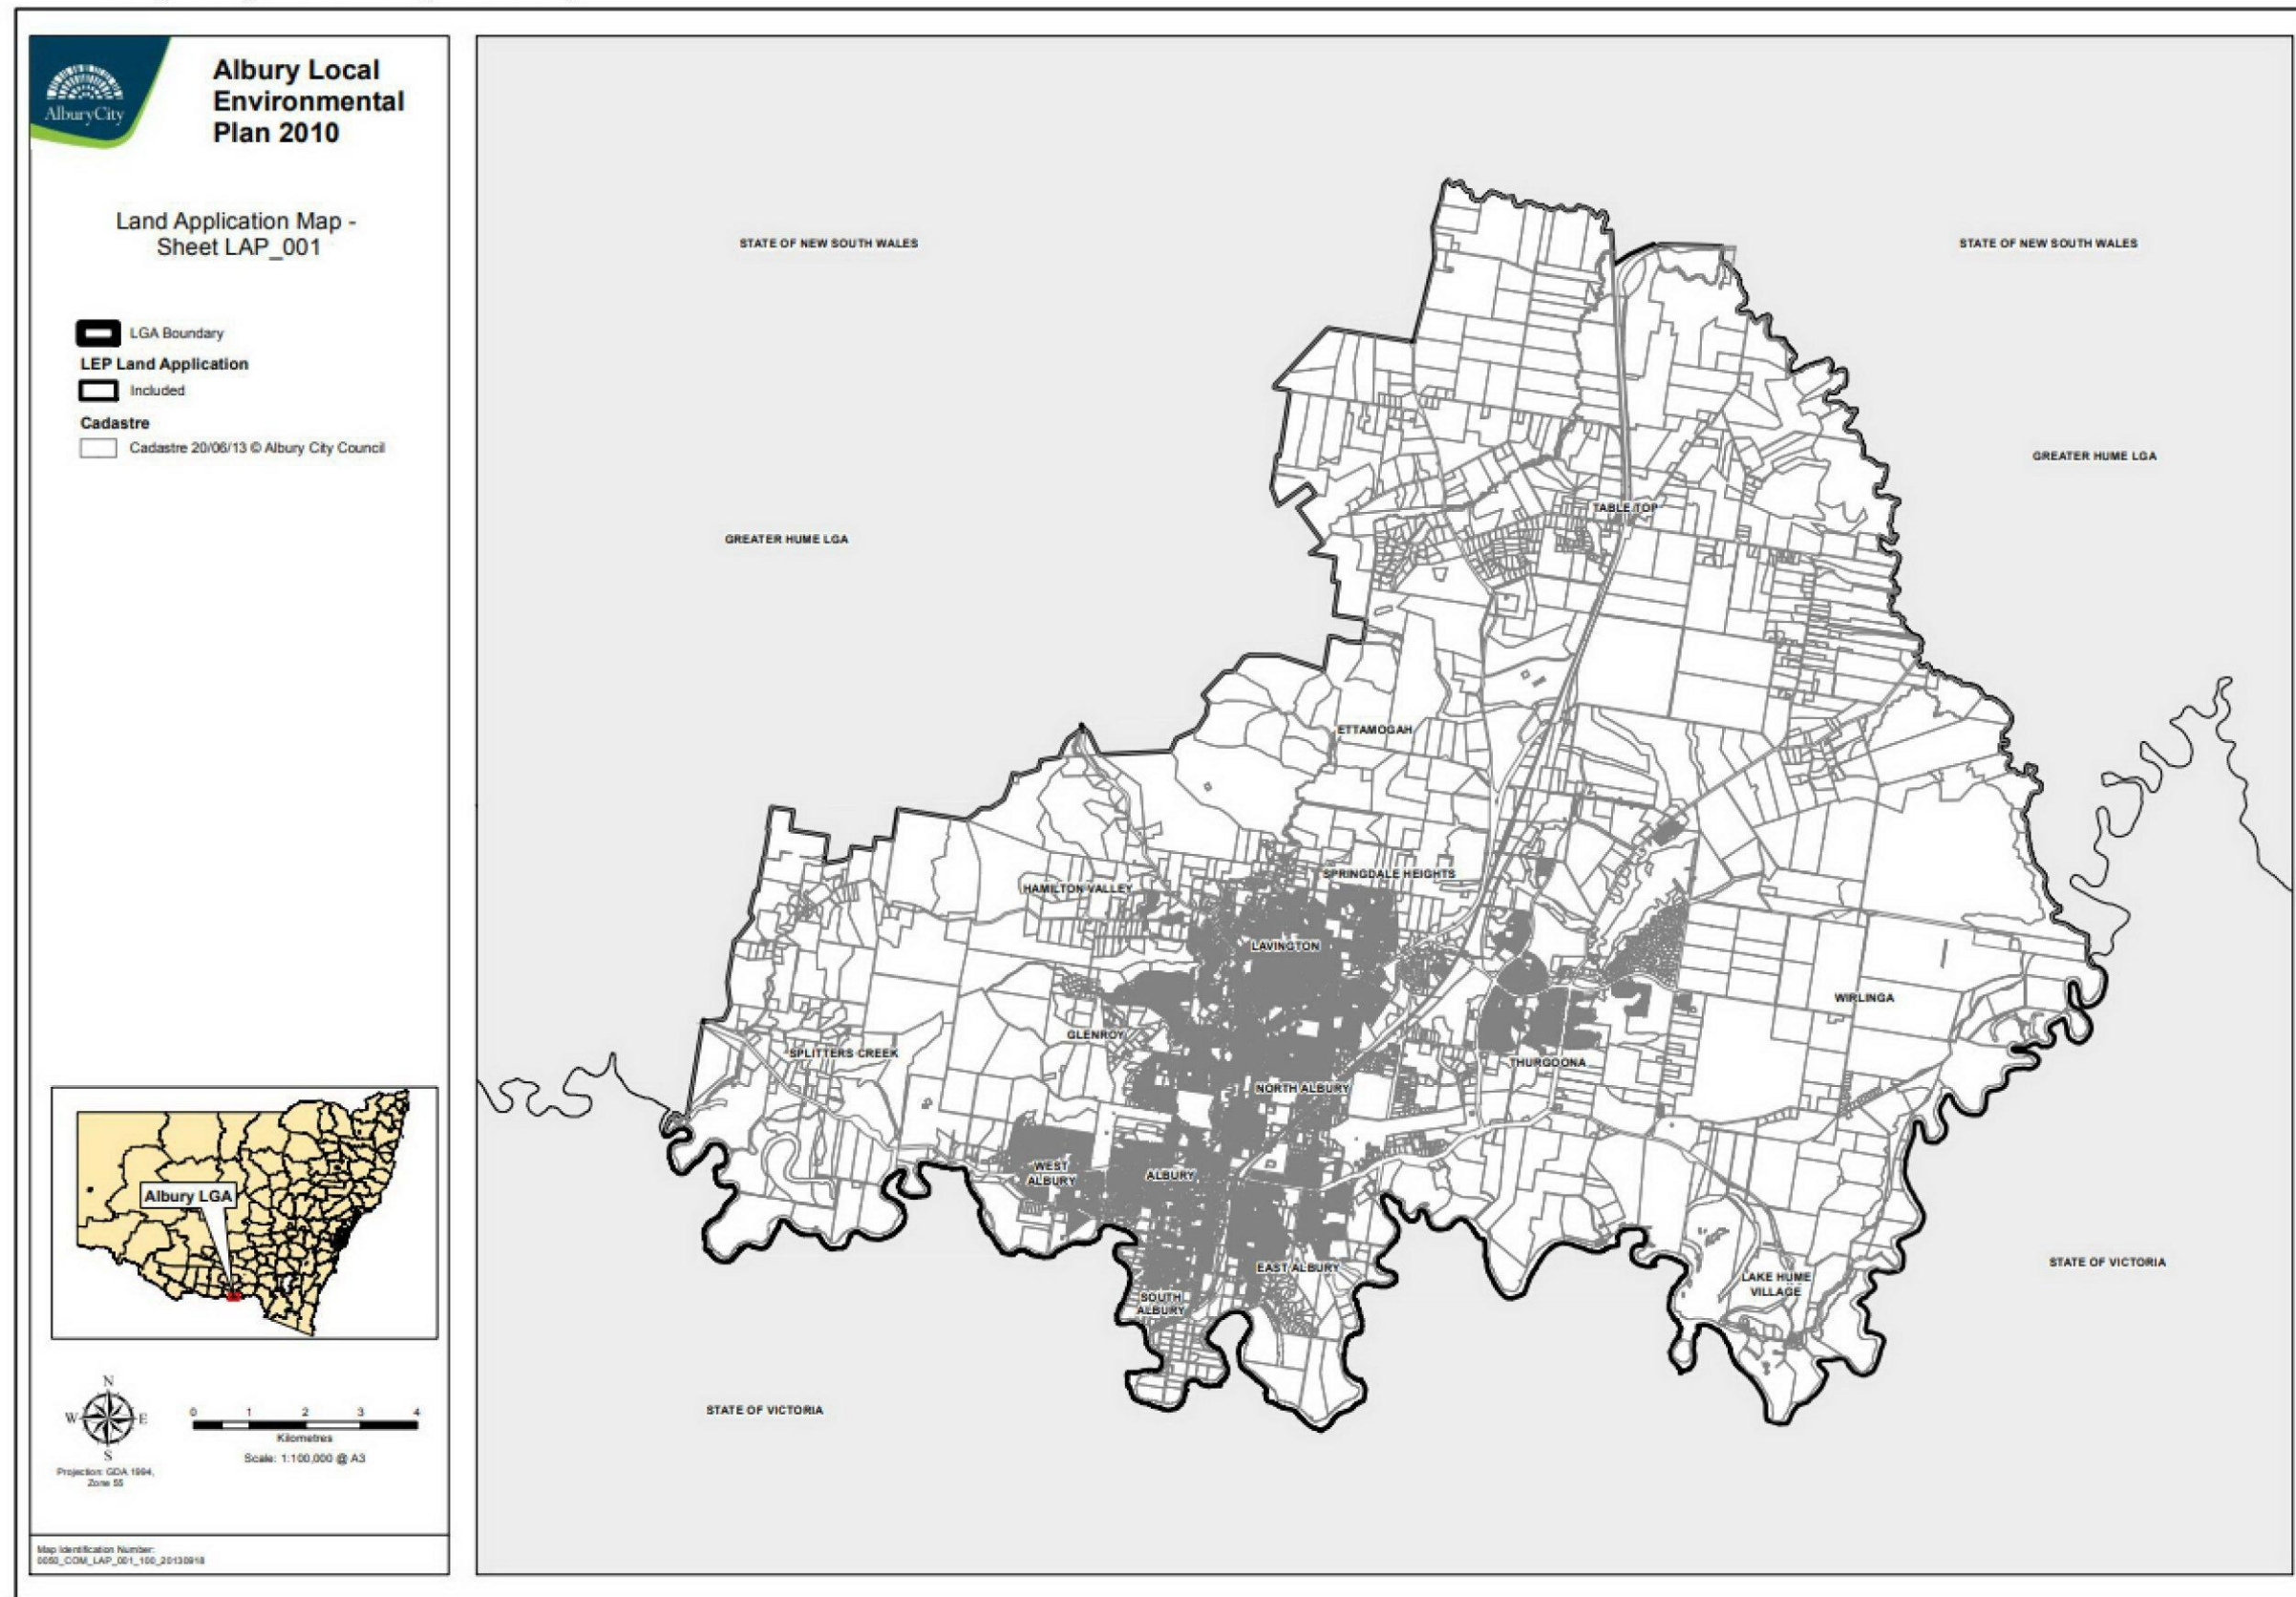 AlburyCity
Albury Local
Environmental
Plan 2010
Land Application Map -
Sheet LAP_001
LGA Boundary
LEP Land Application
Included
Cadastre
Cadastre 20/06/13 © Albury City Council
Albury LGA
N
W
E
S
Projection: GDA 1994,
Zone 55
0 1 2 3 4
Kilometres
Scale: 1:100,000 @ A3
Map Identification Number:
0050_COM_LAP_001_100_20130918
STATE OF NEW SOUTH WALES
STATE OF NEW SOUTH WALES
GREATER HUME LGA
TABLE TOP
GREATER HUME LGA
ETTAMOGAH
SPRINGDALE HEIGHTS
HAMILTON VALLEY
LAVINGTON
WIRLINGA
GLENROY
SPLITTERS CREEK
THURGOONA
NORTH ALBURY
WEST
ALBURY
ALBURY
EAST ALBURY
STATE OF VICTORIA
LAKE HUME
VILLAGE
SOUTH
ALBURY
STATE OF VICTORIA